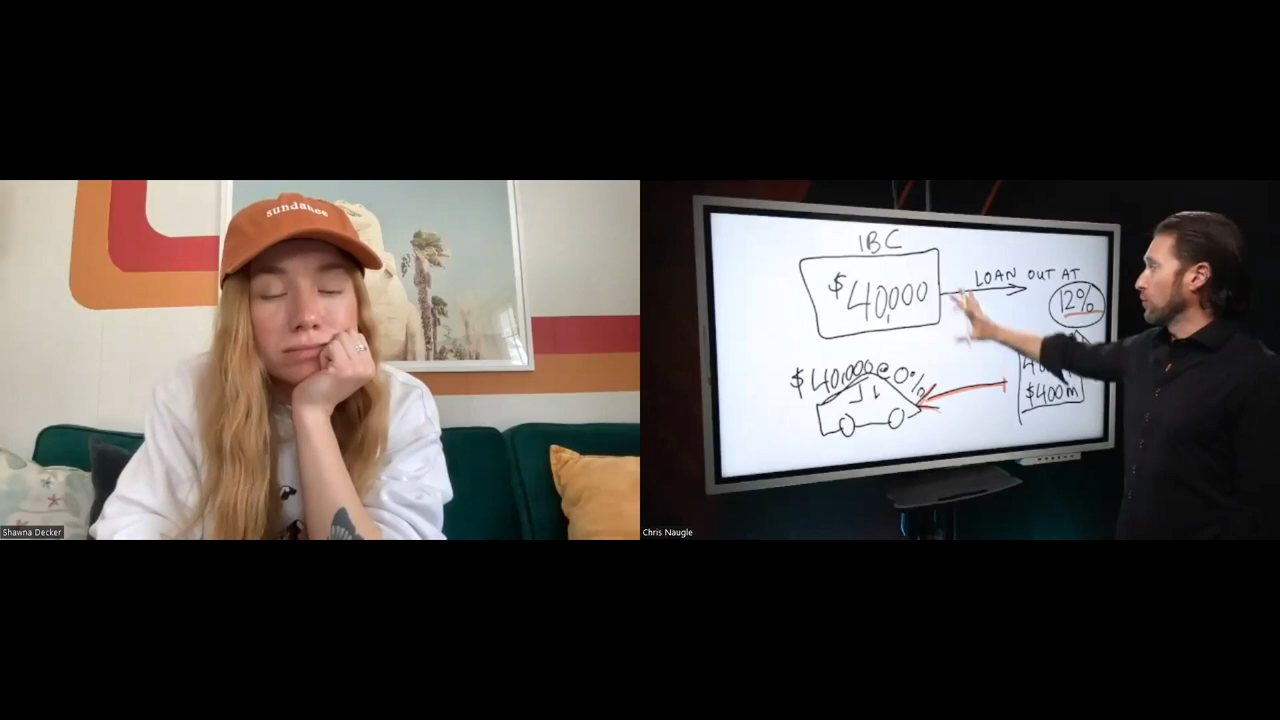 sundance
Shawna Decker
IBC
$40,000
LOAN OUT AT
12%
$40,000 @ 0%
$400m
Chris Naugle